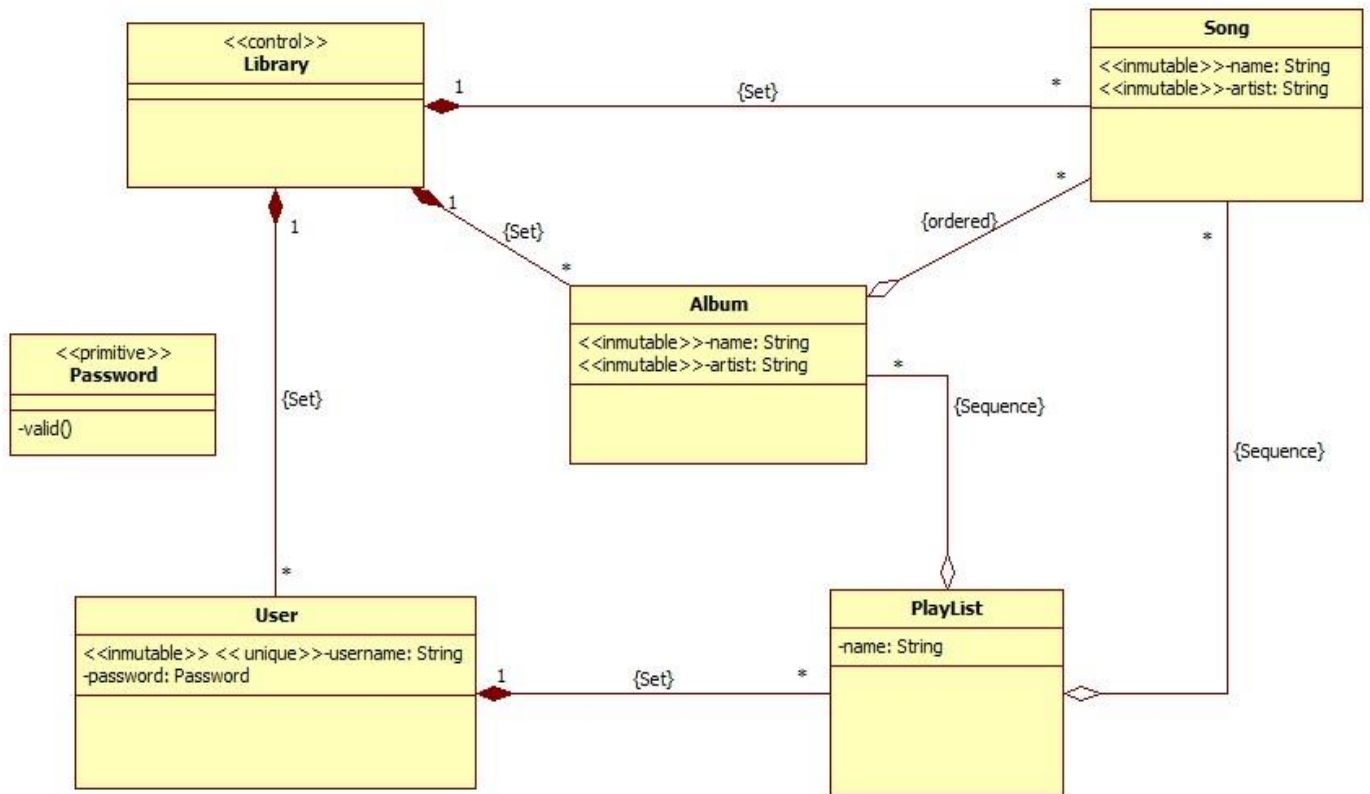 <<control>>
Library
Song
<<inmutable>>-name: String
<<inmutable>>-artist: String
1
{Set}
*
1
{Set}
*
1
{Set}
*
*
{ordered}
Album
<<inmutable>>-name: String
<<inmutable>>-artist: String
<<primitive>>
Password
-valid()
*
{Sequence}
*
{Sequence}
User
<<inmutable>> << unique>>-username: String
-password: Password
1
{Set}
*
PlayList
-name: String